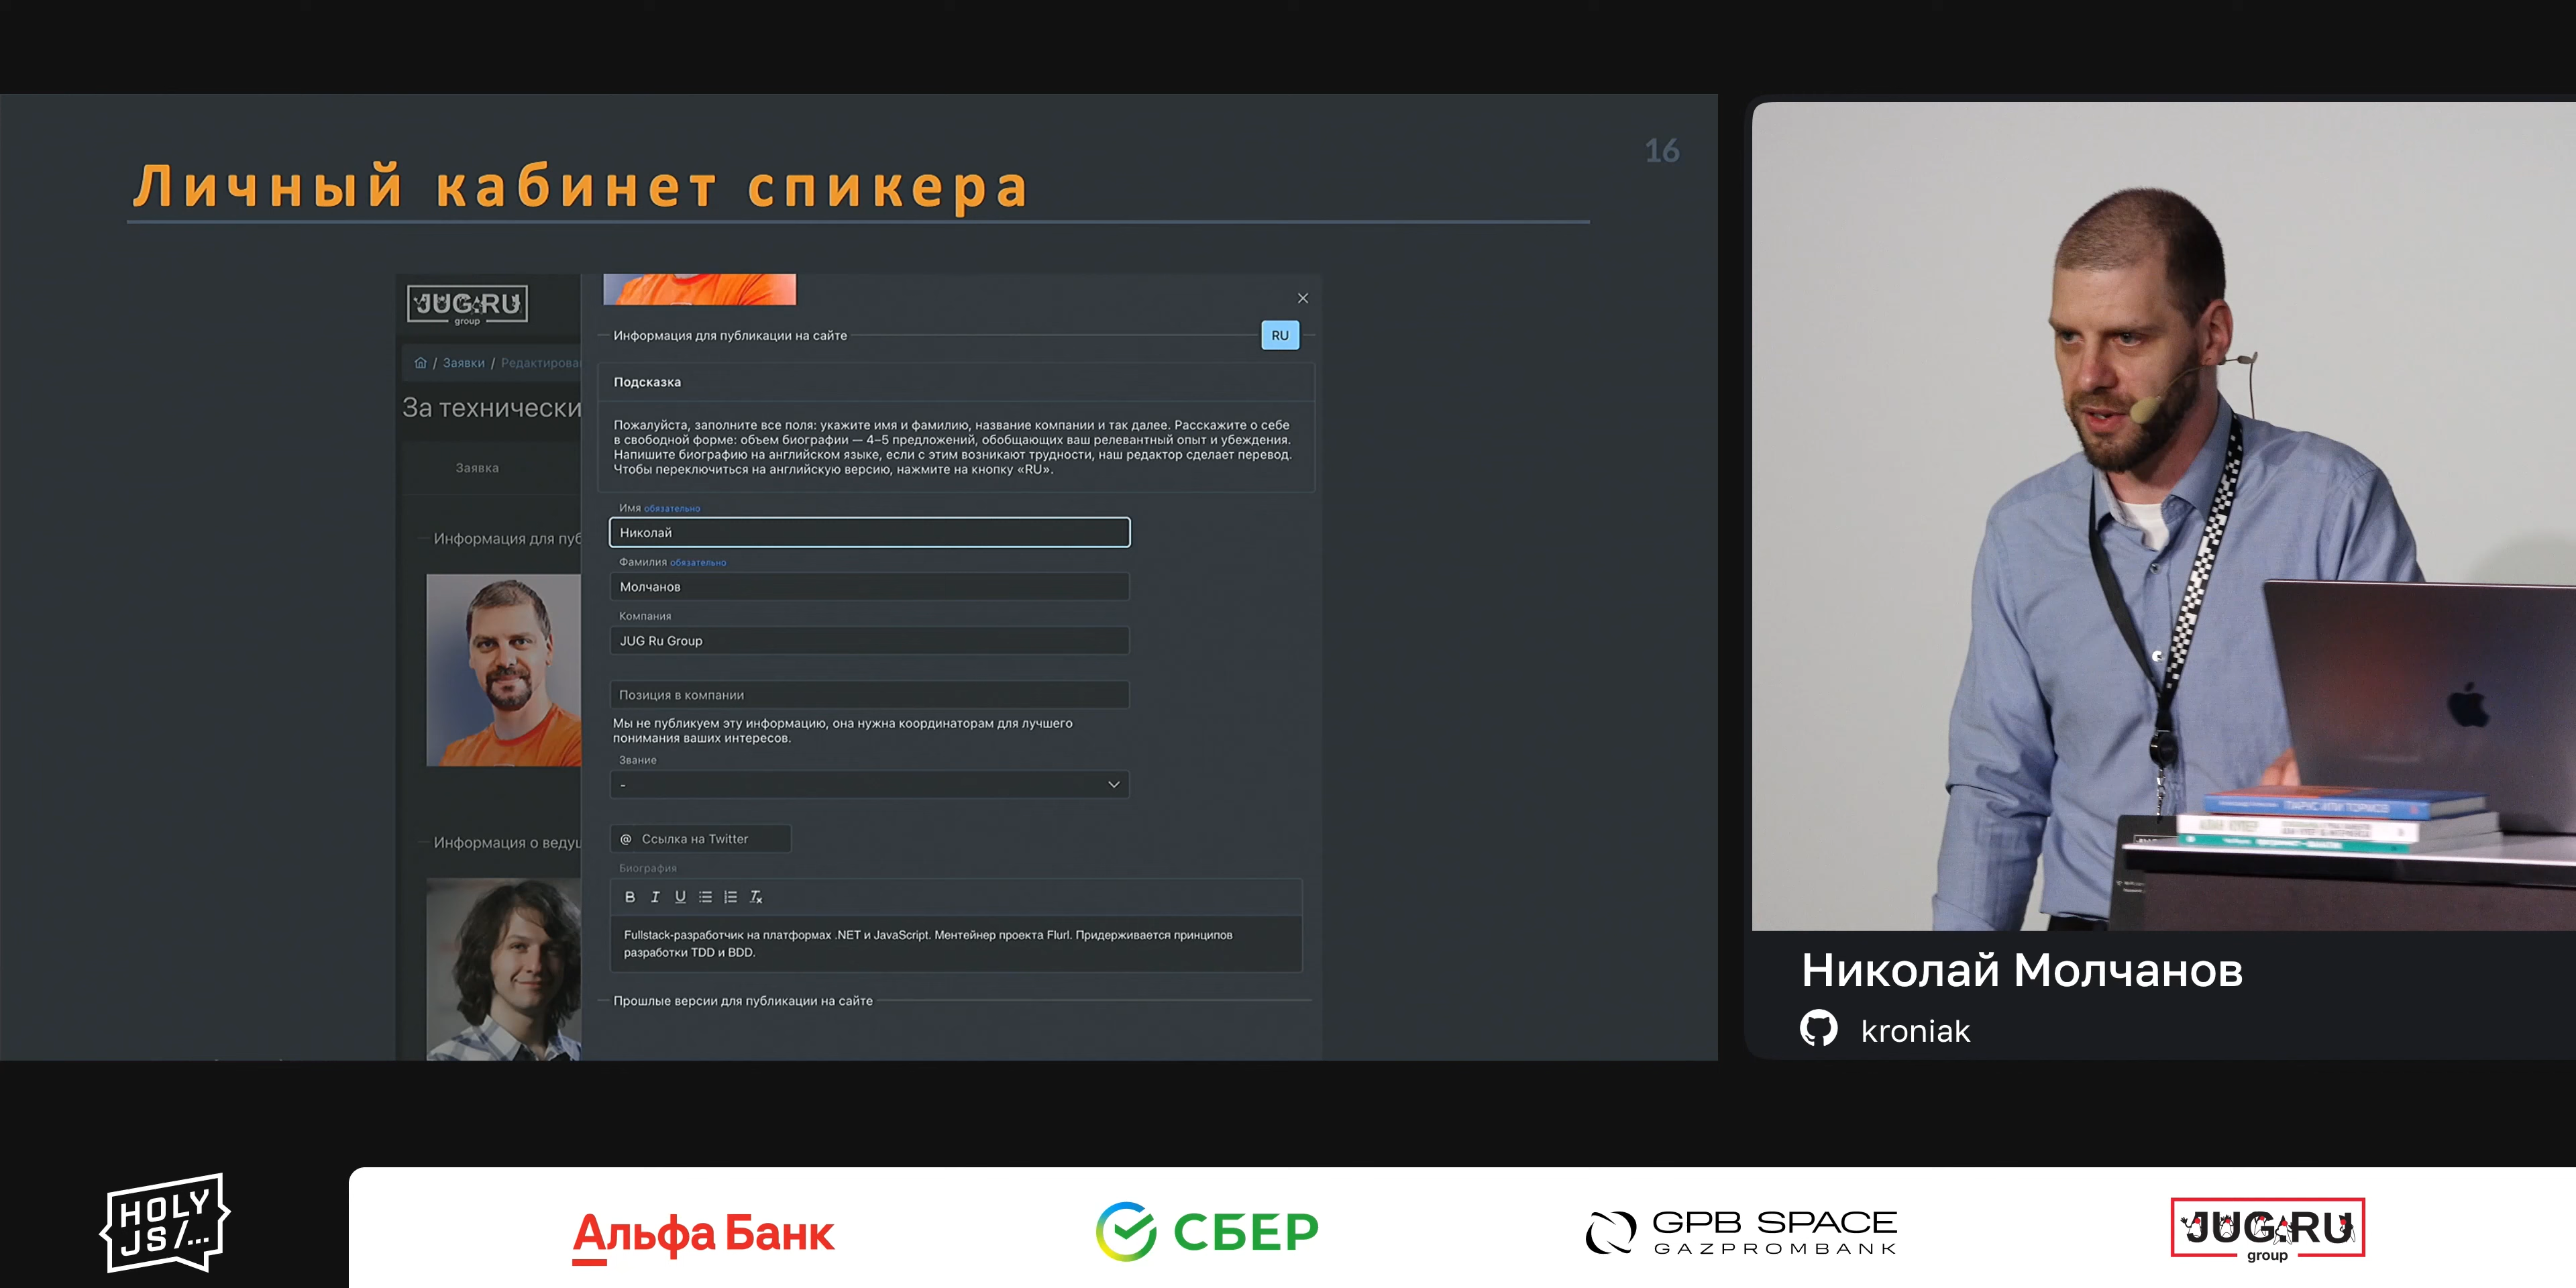 16
Личный кабинет спикера
JUG.RU
group
Заявки / Редактирова
За технически
Заявка
Информация для пуб
Информация о веду
Информация для публикации на сайте
RU
Подсказка
Пожалуйста, заполните все поля: укажите имя и фамилию, название компании и так далее. Расскажите о себе
в свободной форме: объем биографии — 4–5 предложений, обобщающих ваш релевантный опыт и убеждения.
Напишите биографию на английском языке, если с этим возникают трудности, наш редактор сделает перевод.
Чтобы переключиться на английскую версию, нажмите на кнопку «RU».
Имя обязательно
Николай
Фамилия обязательно
Молчанов
Компания
JUG Ru Group
Позиция в компании
Мы не публикуем эту информацию, она нужна координаторам для лучшего
понимания ваших интересов.
Звание
-
@ Ссылка на Twitter
Биография
B I U
Fullstack-разработчик на платформах .NET и JavaScript. Ментейнер проекта Flurl. Придерживается принципов
разработки TDD и BDD.
Прошлые версии для публикации на сайте
ПАРУС ИЛИ ТОРМОЗ
Николай Молчанов
kroniak
HOLY
JS/...
Альфа Банк
СБЕР
GPB SPACE
GAZPROMBANK
JUG.RU
group